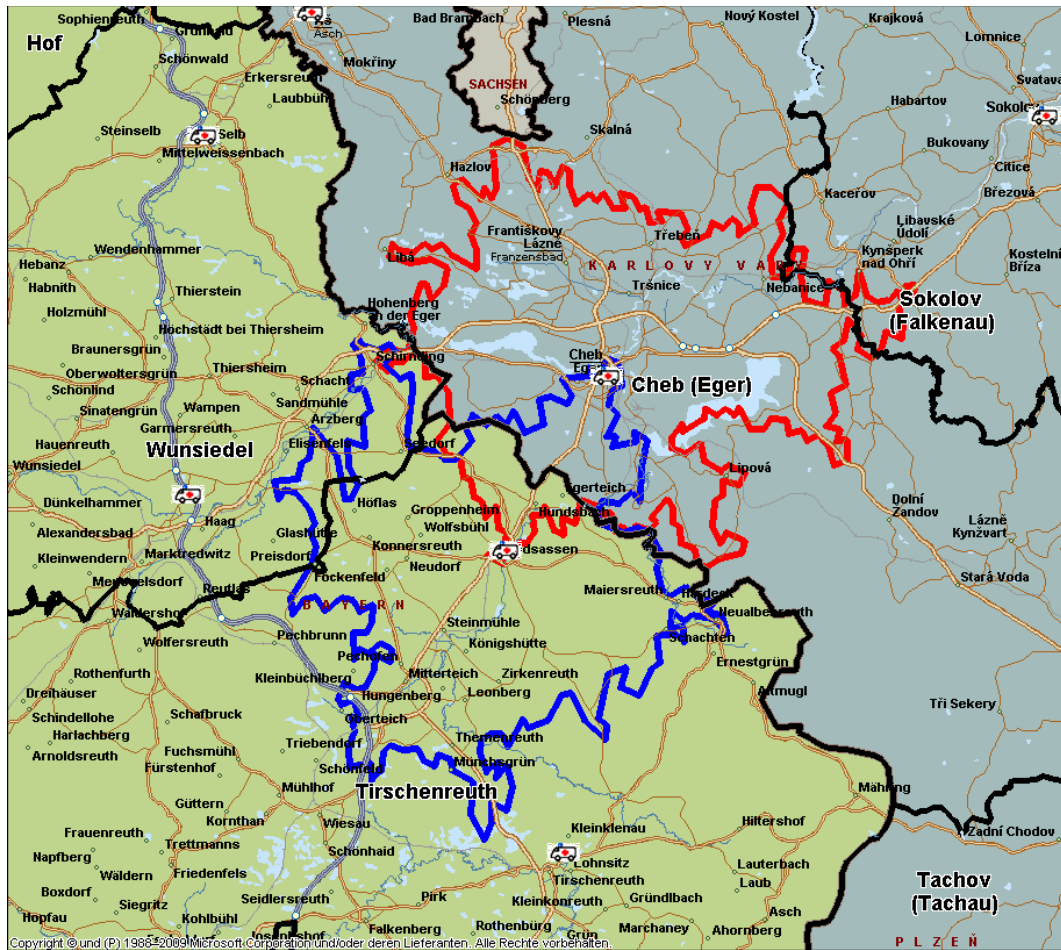 Sophienreuth
Grünhaid
Aš
Asch
Bad Brambach
Plesná
Nový Kostel
Krajková
Hof
Lomnice
Schönwald
Mokřiny
Erkersreuth
SACHSEN
Svatava
Laubbühl
Schönberg
Habartov
Sokolov
Steinselb
Selb
Skalná
Mittelweissenbach
Bukovany
Citice
Hazlov
Kaceřov
Březová
Libavské
Údolí
Františkovy
Lázně
Franzensbad
Třebeň
Wendenhammer
Libá
Kynšperk
nad Ohří
Kostelní
Bříza
Hebanz
KARLOVY VARY
Habnith
Thierstein
Tršnice
Nebanice
Holzmühl
Hohenberg
an der Eger
Sokolov
(Falkenau)
Höchstädt bei Thiersheim
Braunersgrün
Schirnding
Cheb
Eger
Oberwoltersgrün
Thiersheim
Schacht
Cheb (Eger)
Schönlind
Sandmühle
Sinatengrün
Wampen
Arzberg
Garmersreuth
Hauenreuth
Elisenfels
Seedorf
Wunsiedel
Wunsiedel
Lipová
Egerteich
Dünkelhammer
Höflas
Dolní
Žandov
Groppenheim
Hundsbach
Haag
Wolfsbühl
Alexandersbad
Glashütte
Lázně
Kynžvart
Konnersreuth
Marktredwitz
Preisdorf
Kleinwendern
Neudorf
Stará Voda
Fockenfeld
Reutlas
Maiersreuth
Hardeck
BAYERN
Neualbenreuth
Waldershof
Steinmühle
Pechbrunn
Schachten
Wolfersreuth
Königshütte
Pechofen
Ernestgrün
Rothenfurth
Mitterteich
Zirkenreuth
Kleinbüchlberg
Leonberg
Dreihäuser
Hungenberg
Altmugl
Tři Sekery
Schindellohe
Schafbruck
Oberteich
Harlachberg
Themenreuth
Triebendorf
Arnoldsreuth
Fuchsmühl
Münchsgrün
Fürstenhof
Schönfeld
Mühlhof
Tirschenreuth
Mähring
Güttern
Kornthan
Wiesau
Kleinklenau
Hiltershof
Frauenreuth
Zadní Chodov
Trettmanns
Schönhaid
Napfberg
Lohnsitz
Wäldern
Friedenfels
Lauterbach
Tirschenreuth
Laub
Tachov
(Tachau)
Boxdorf
Seidlersreuth
Pirk
Kleinkonreuth
Gründlbach
Siegritz
Asch
Hopfau
Kohlbühl
Falkenberg
Rothenbürg
Marchaney
Ahornberg
Grün
PLZEŇ
Copyright © und (P) 1988–2009 Microsoft Corporation und/oder deren Lieferanten. Alle Rechte vorbehalten.